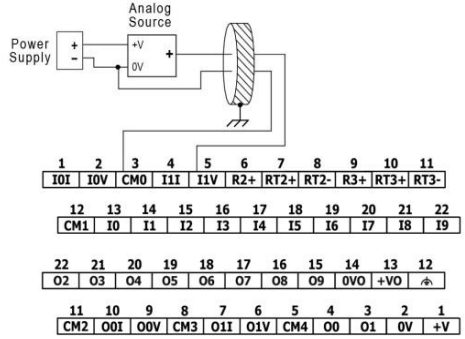 Analog
Source
Power
Supply
+
-
+V
0V
+
1 2 3 4 5 6 7 8 9 10 11
I0I I0V CM0 I1I I1V R2+ RT2+ RT2- R3+ RT3+ RT3-
12 13 14 15 16 17 18 19 20 21 22
CM1 I0 I1 I2 I3 I4 I5 I6 I7 I8 I9
22 21 20 19 18 17 16 15 14 13 12
O2 O3 O4 O5 O6 O7 O8 O9 0VO +VO
11 10 9 8 7 6 5 4 3 2 1
CM2 O0I O0V CM3 O1I O1V CM4 O0 O1 0V +V